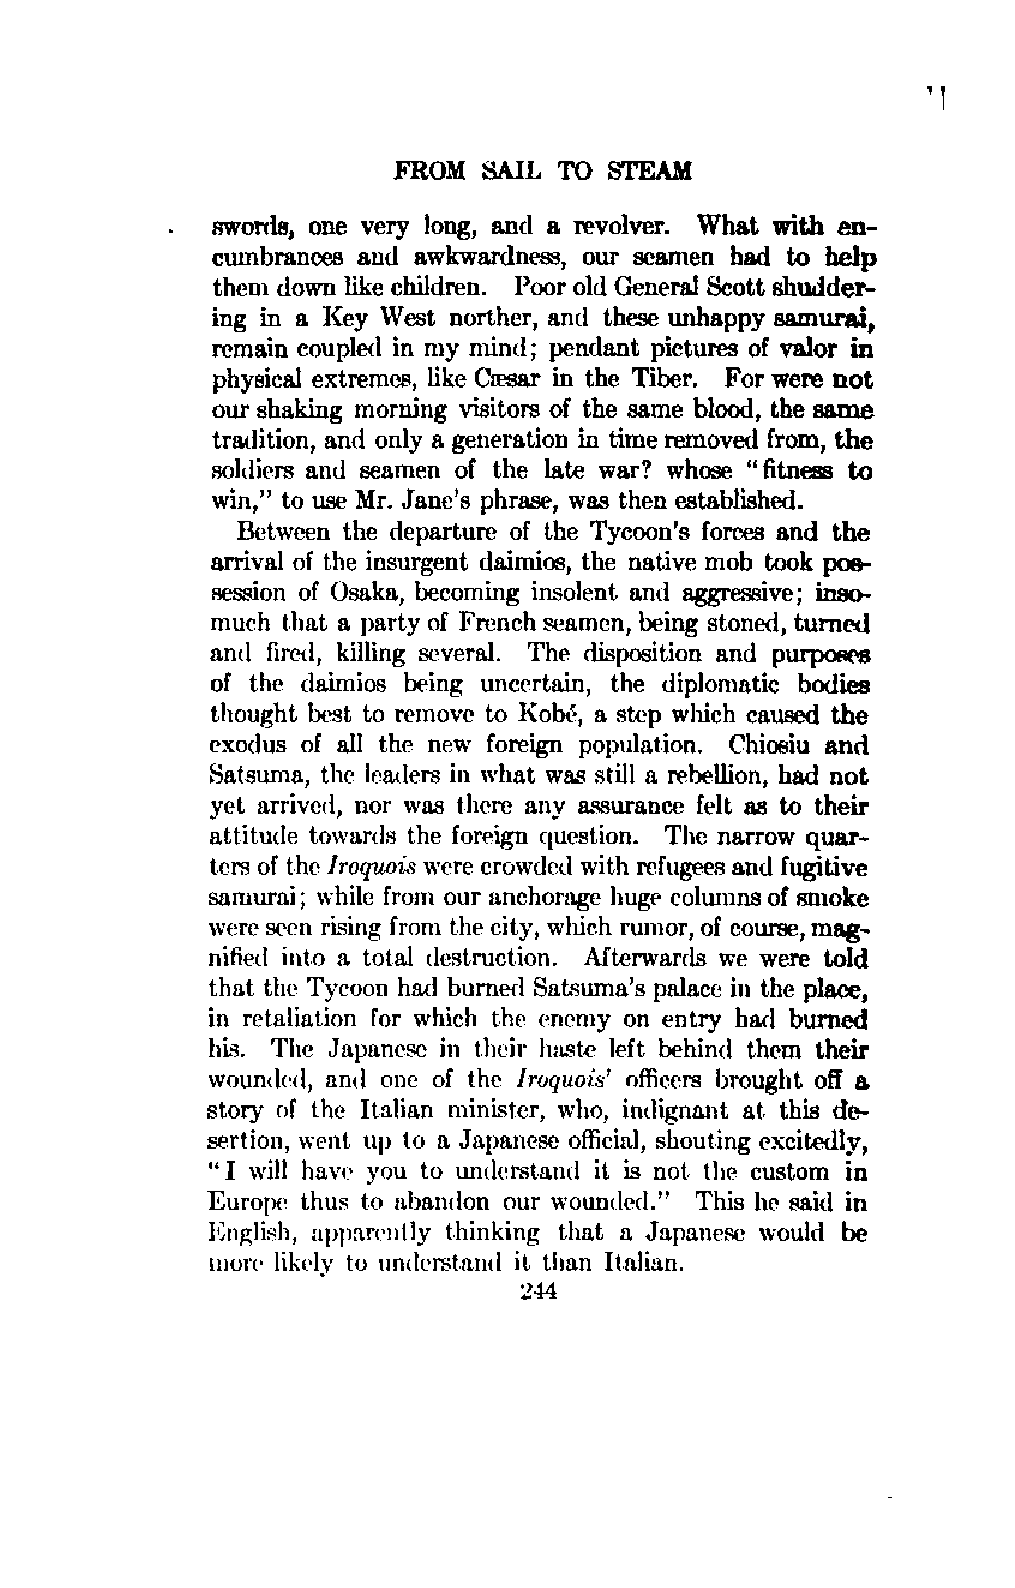 FROM SAIL TO STEAM
swords, one very long, and a revolver. What with en-
cumbrances and awkwardness, our seamen had to help
them down like children. Poor old General Scott shudder-
ing in a Key West norther, and these unhappy samurai,
remain coupled in my mind; pendant pictures of valor in
physical extremes, like Cæsar in the Tiber. For were not
our shaking morning visitors of the same blood, the same
tradition, and only a generation in time removed from, the
soldiers and seamen of the late war? whose "fitness to
win," to use Mr. Jane's phrase, was then established.
Between the departure of the Tycoon's forces and the
arrival of the insurgent daimios, the native mob took pos-
session of Osaka, becoming insolent and aggressive; inso-
much that a party of French seamen, being stoned, turned
and fired, killing several. The disposition and purposes
of the daimios being uncertain, the diplomatic bodies
thought best to remove to Kobé, a step which caused the
exodus of all the new foreign population. Chiosiu and
Satsuma, the leaders in what was still a rebellion, had not
yet arrived, nor was there any assurance felt as to their
attitude towards the foreign question. The narrow quar-
ters of the Iroquois were crowded with refugees and fugitive
samurai; while from our anchorage huge columns of smoke
were seen rising from the city, which rumor, of course, mag-
nified into a total destruction. Afterwards we were told
that the Tycoon had burned Satsuma's palace in the place,
in retaliation for which the enemy on entry had burned
his. The Japanese in their haste left behind them their
wounded, and one of the Iroquois' officers brought off a
story of the Italian minister, who, indignant at this de-
sertion, went up to a Japanese official, shouting excitedly,
"I will have you to understand it is not the custom in
Europe thus to abandon our wounded." This he said in
English, apparently thinking that a Japanese would be
more likely to understand it than Italian.
244